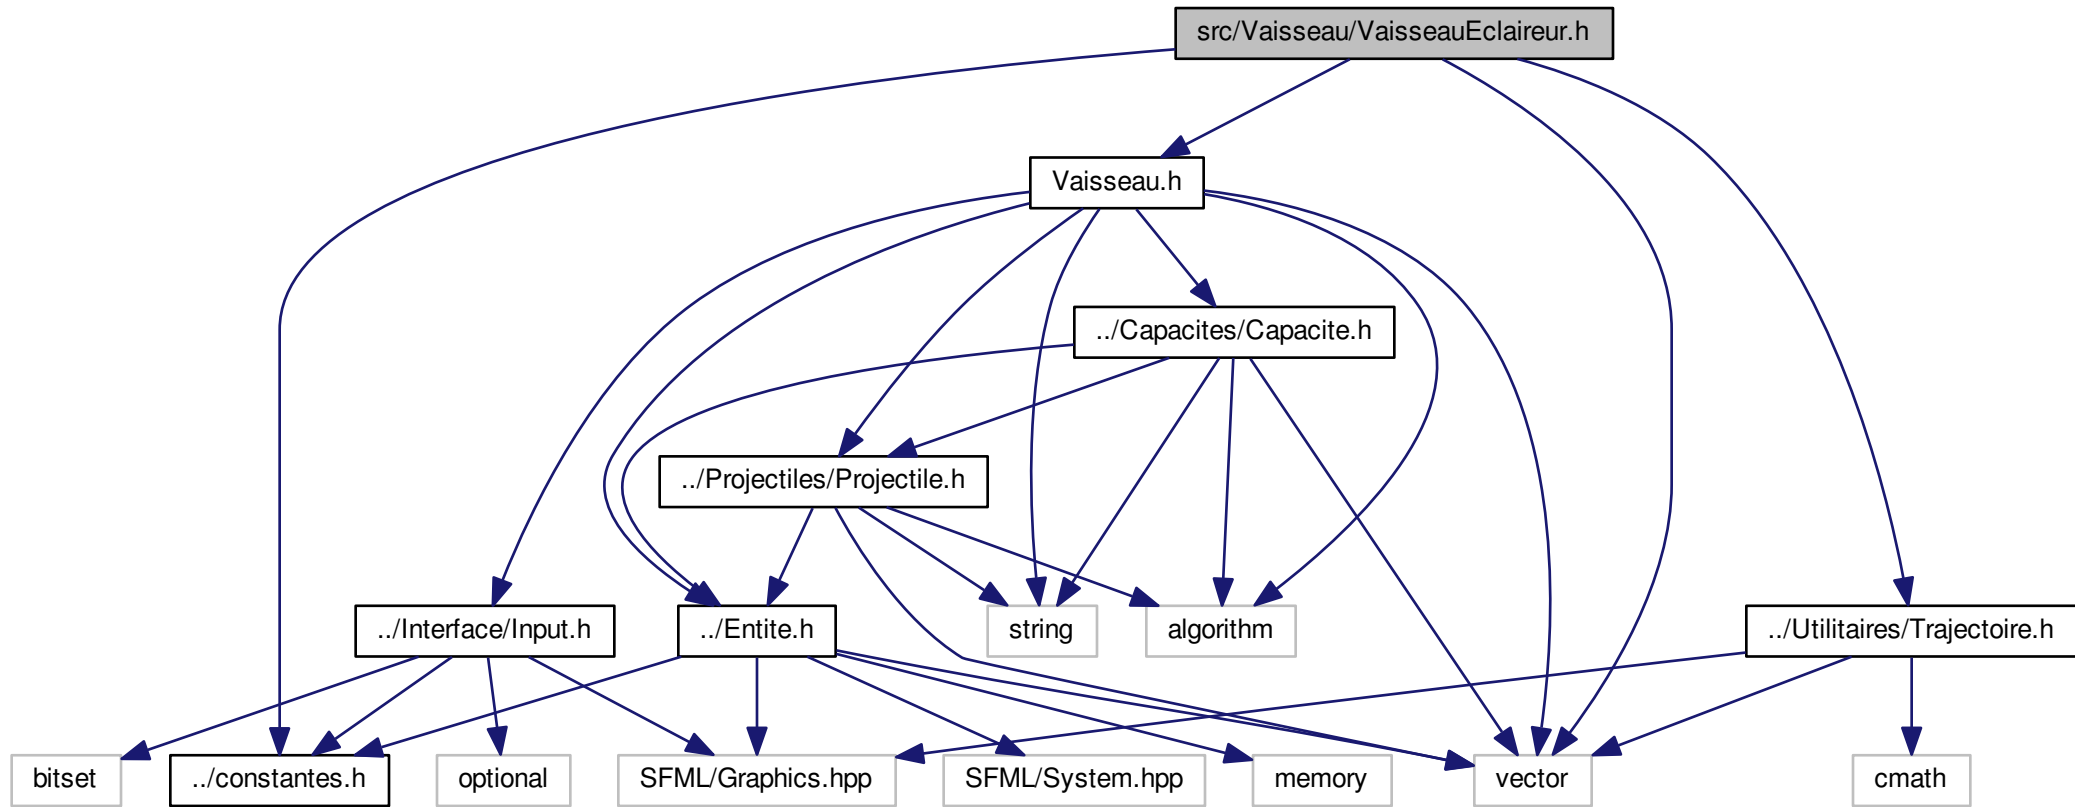 src/Vaisseau/VaisseauEclaireur.h
Vaisseau.h
../Capacites/Capacite.h
../Projectiles/Projectile.h
../Interface/Input.h
../Entite.h
string
algorithm
../Utilitaires/Trajectoire.h
bitset
../constantes.h
optional
SFML/Graphics.hpp
SFML/System.hpp
memory
vector
cmath